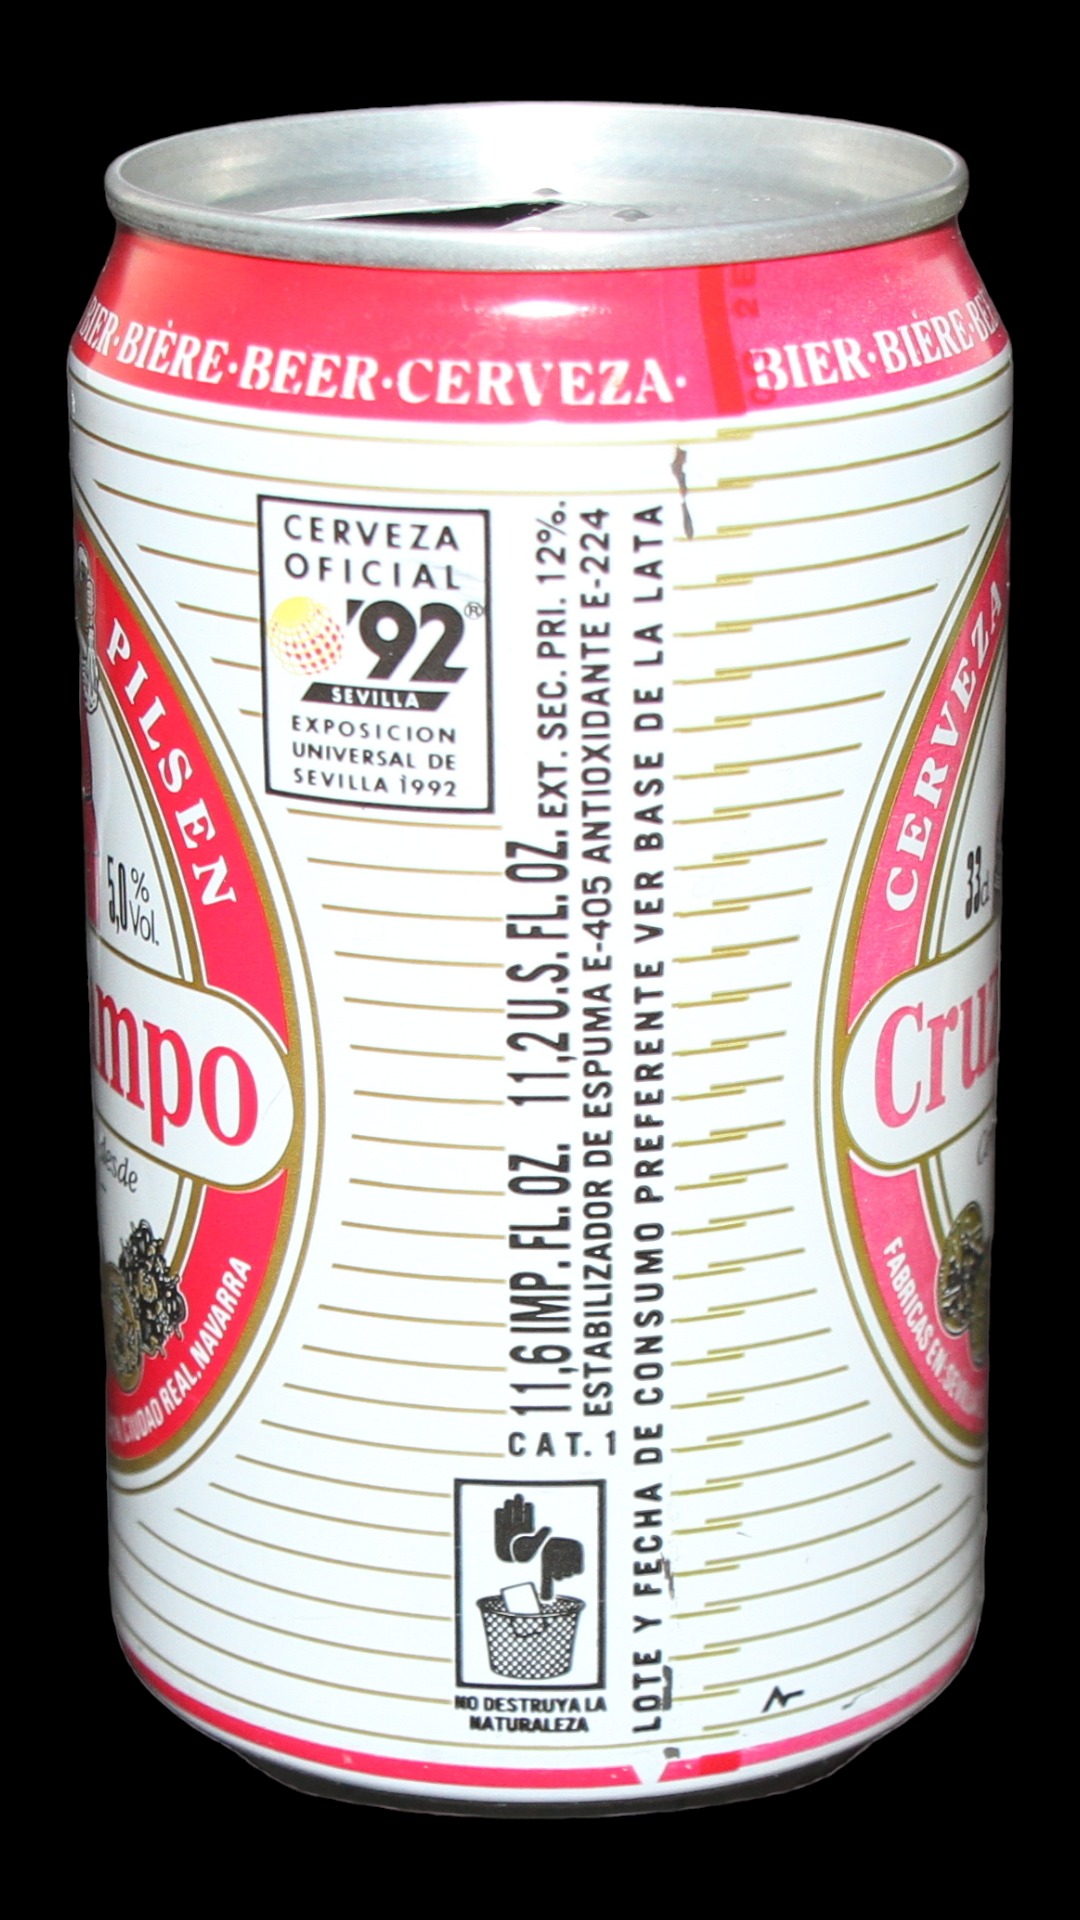 BIER·BIÈRE·BEER·CERVEZA·
BIER·BIÈRE·
CERVEZA
OFICIAL
'92®
SEVILLA
EXPOSICION
UNIVERSAL DE
SEVILLA 1992
11,6 IMP. FL. OZ. 11,2 U.S. FL. OZ. EXT. SEC. PRI. 12%.
ESTABILIZADOR DE ESPUMA E-405 ANTIOXIDANTE E-224
LOTE Y FECHA DE CONSUMO PREFERENTE VER BASE DE LA LATA
CAT. 1
NO DESTRUYA LA
NATURALEZA
PILSEN
5,0% Vol.
mpo
desde
CIUDAD REAL, NAVARRA
CERVEZA
33cl
Cru
FABRICAS EN: